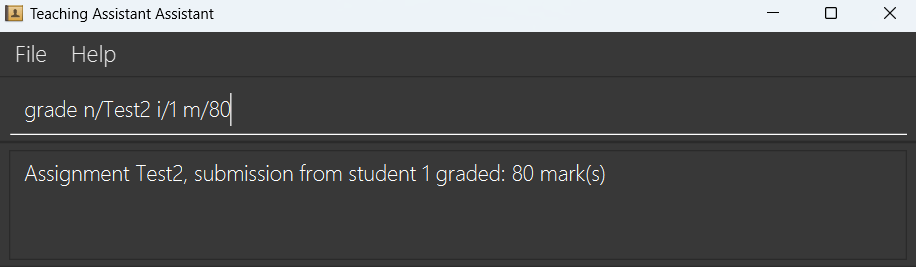 Teaching Assistant Assistant
File Help
grade n/Test2 i/1 m/80
Assignment Test2, submission from student 1 graded: 80 mark(s)